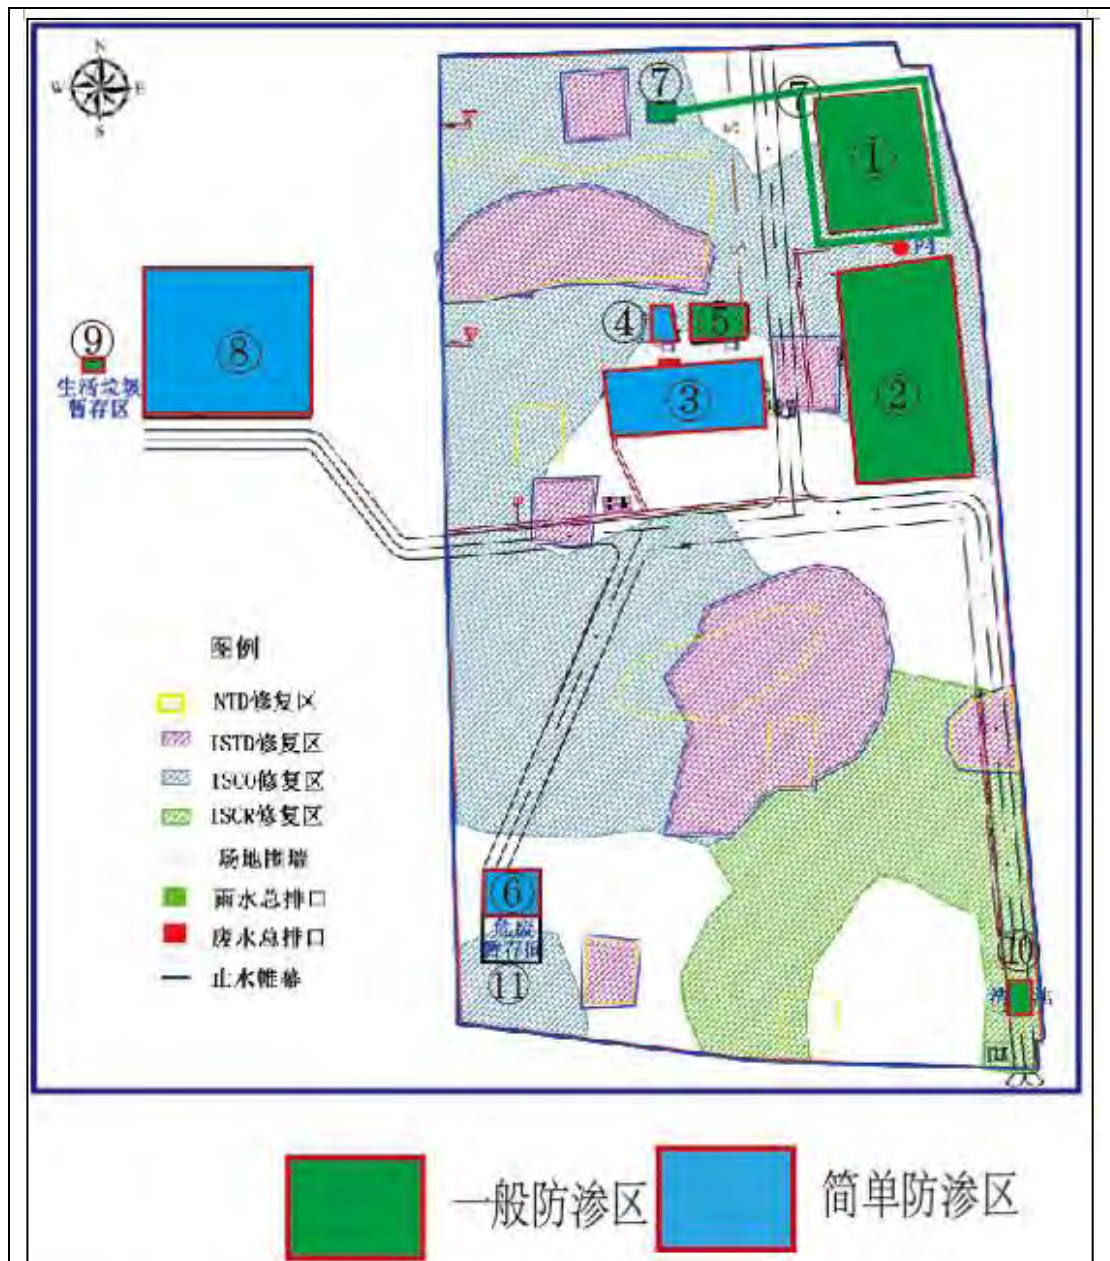 N
W E
S
⑦
⑦
①
④
5
⑨
⑧
生活垃圾
暂存区
③
②
图例
NTD修复区
ISTD修复区
ISCO修复区
ISCR修复区
场地围墙
雨水总排口
废水总排口
止水帷幕
⑥
暂存间
⑪
⑩
一般防渗区
简单防渗区